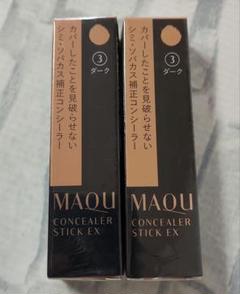 カバーしたことを見破らせない
シミ・ソバカス補正コンシーラー
3
ダーク
MAQU
CONCEALER
STICK EX
カバーしたことを見破らせない
シミ・ソバカス補正コンシーラー
3
ダーク
MAQU
CONCEALER
STICK EX